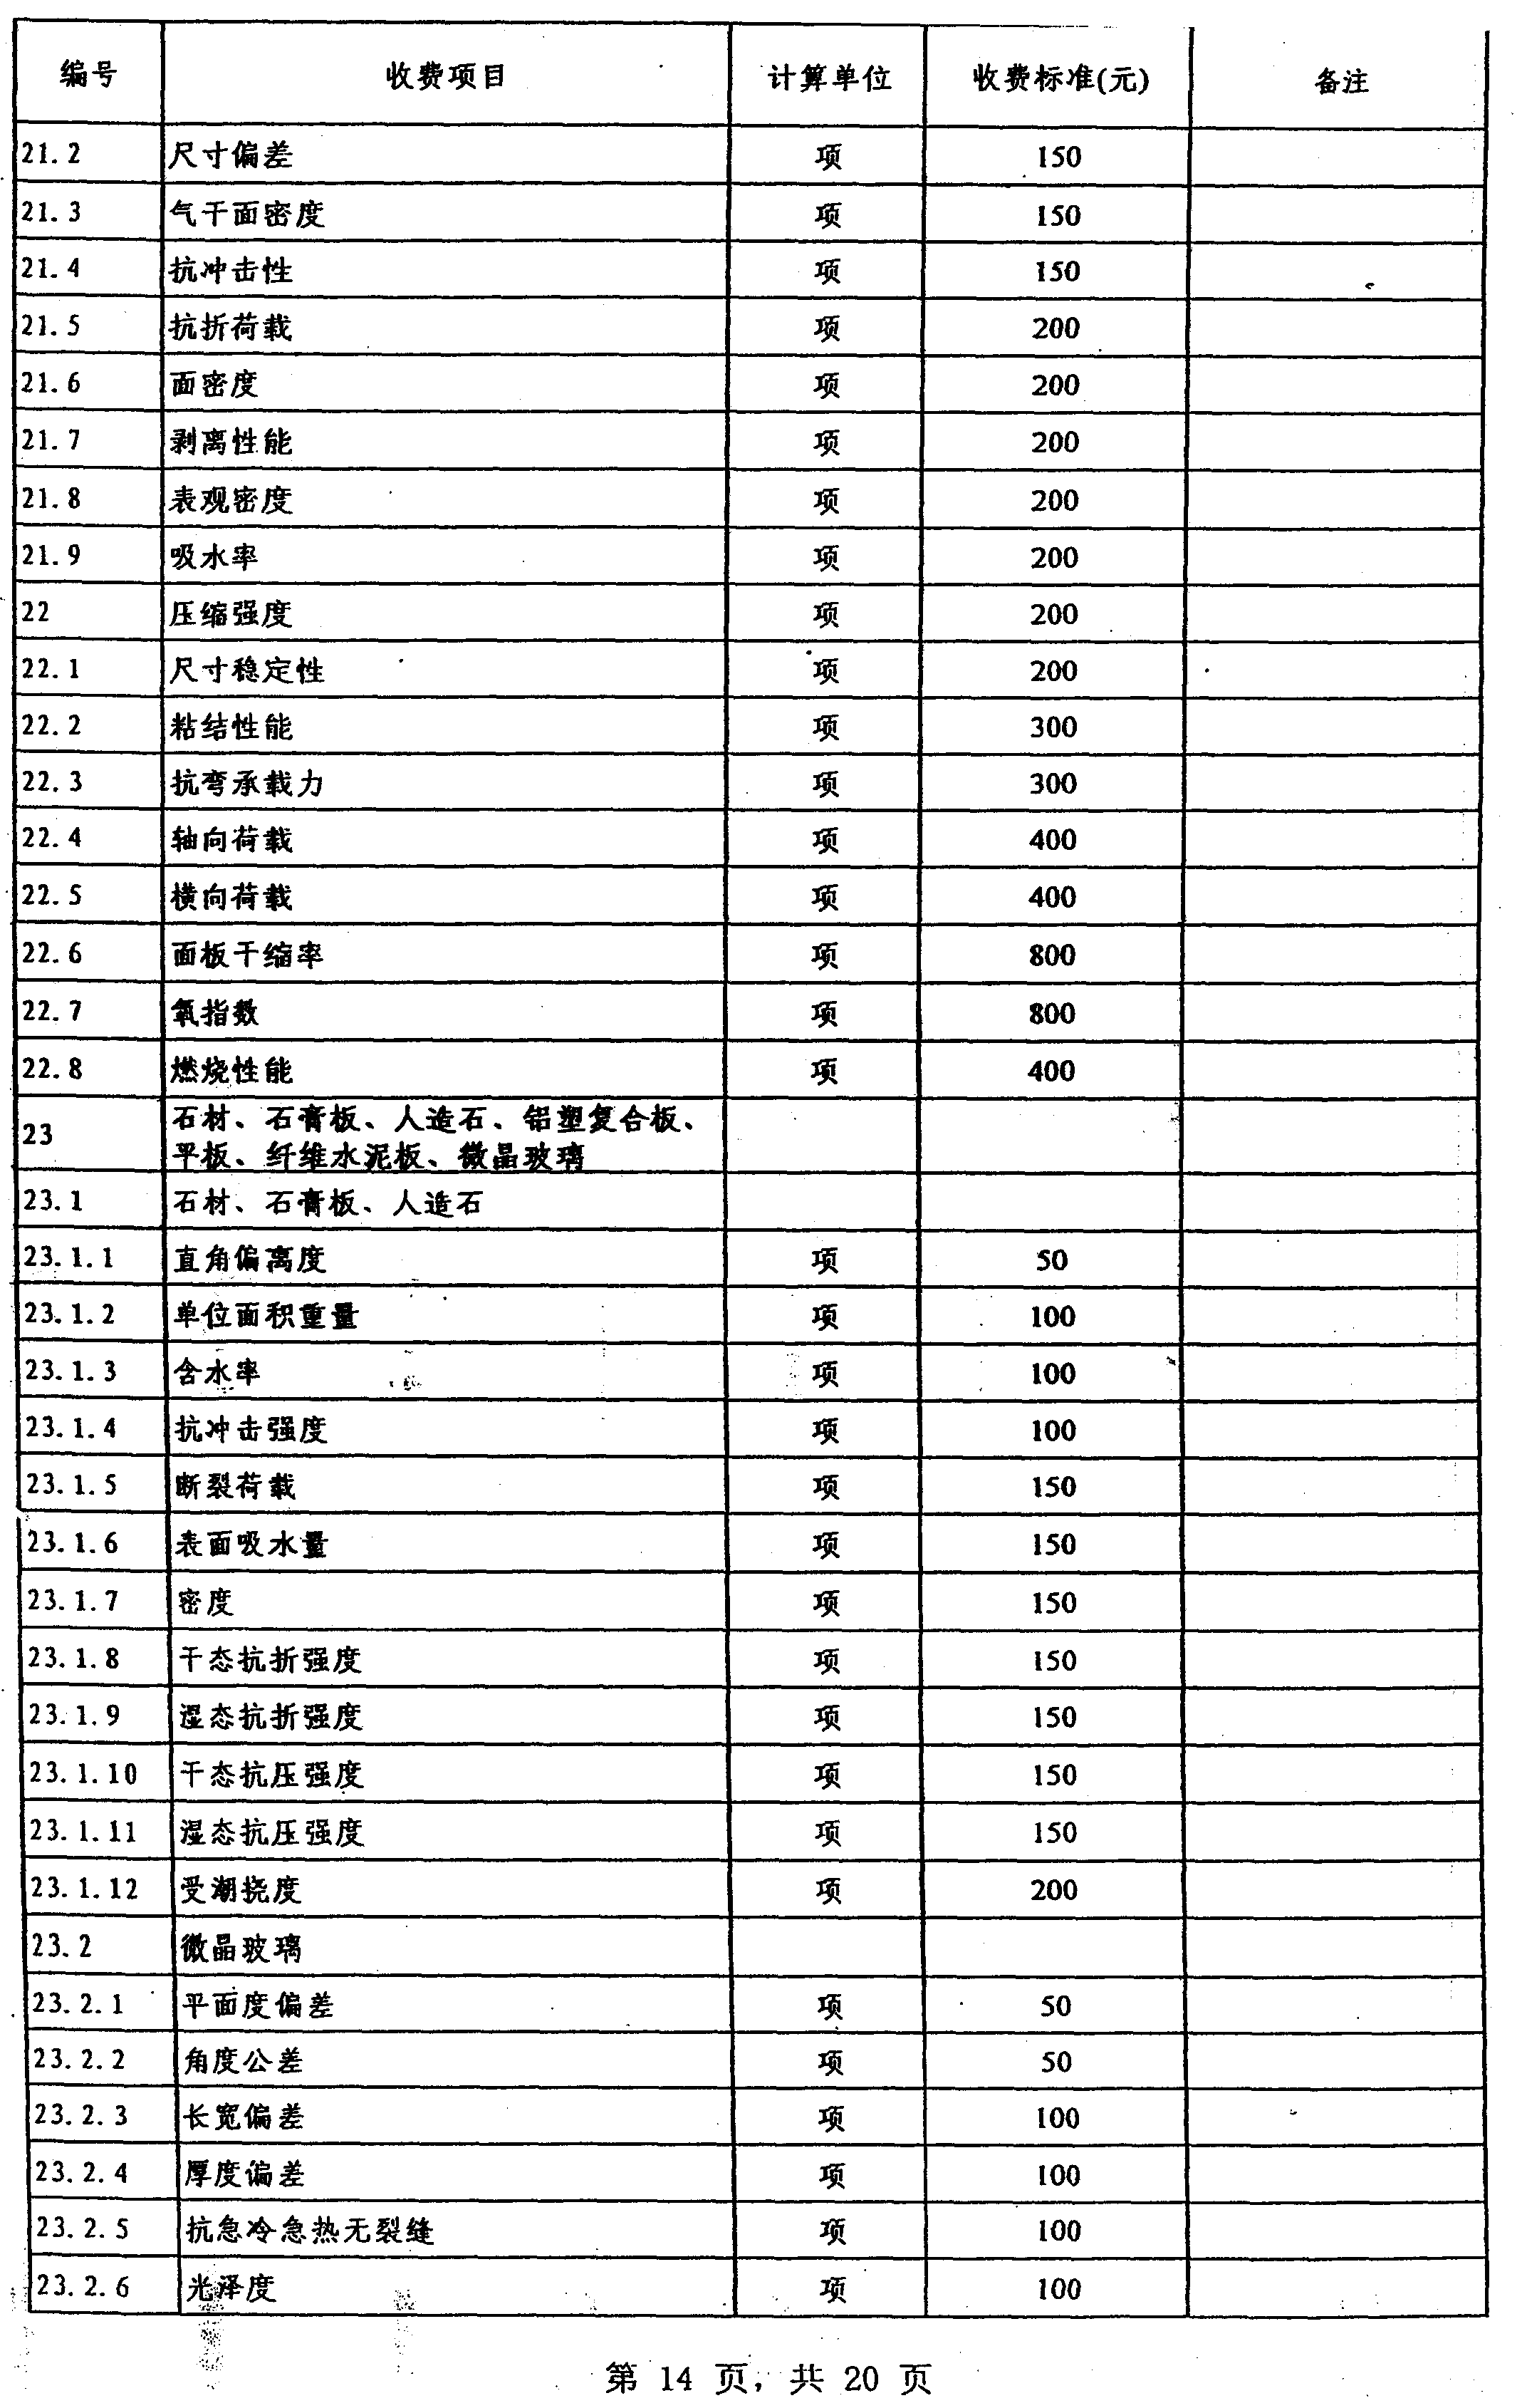 编号 收费项目 计算单位 收费标准(元) 备注
21.2 尺寸偏差 项 150
21.3 气干面密度 项 150
21.4 抗冲击性 项 150
21.5 抗折荷载 项 200
21.6 面密度 项 200
21.7 剥离性能 项 200
21.8 表观密度 项 200
21.9 吸水率 项 200
22 压缩强度 项 200
22.1 尺寸稳定性 项 200
22.2 粘结性能 项 300
22.3 抗弯承载力 项 300
22.4 轴向荷载 项 400
22.5 横向荷载 项 400
22.6 面板干缩率 项 800
22.7 氧指数 项 800
22.8 燃烧性能 项 400
23 石材、石膏板、人造石、铝塑复合板、
平板、纤维水泥板、微晶玻璃
23.1 石材、石膏板、人造石
23.1.1 直角偏离度 项 50
23.1.2 单位面积重量 项 100
23.1.3 含水率 项 100
23.1.4 抗冲击强度 项 100
23.1.5 断裂荷载 项 150
23.1.6 表面吸水量 项 150
23.1.7 密度 项 150
23.1.8 干态抗折强度 项 150
23.1.9 湿态抗折强度 项 150
23.1.10 干态抗压强度 项 150
23.1.11 湿态抗压强度 项 150
23.1.12 受潮挠度 项 200
23.2 微晶玻璃
23.2.1 平面度偏差 项 50
23.2.2 角度公差 项 50
23.2.3 长宽偏差 项 100
23.2.4 厚度偏差 项 100
23.2.5 抗急冷急热无裂缝 项 100
23.2.6 光泽度 项 100
第 14 页，共 20 页